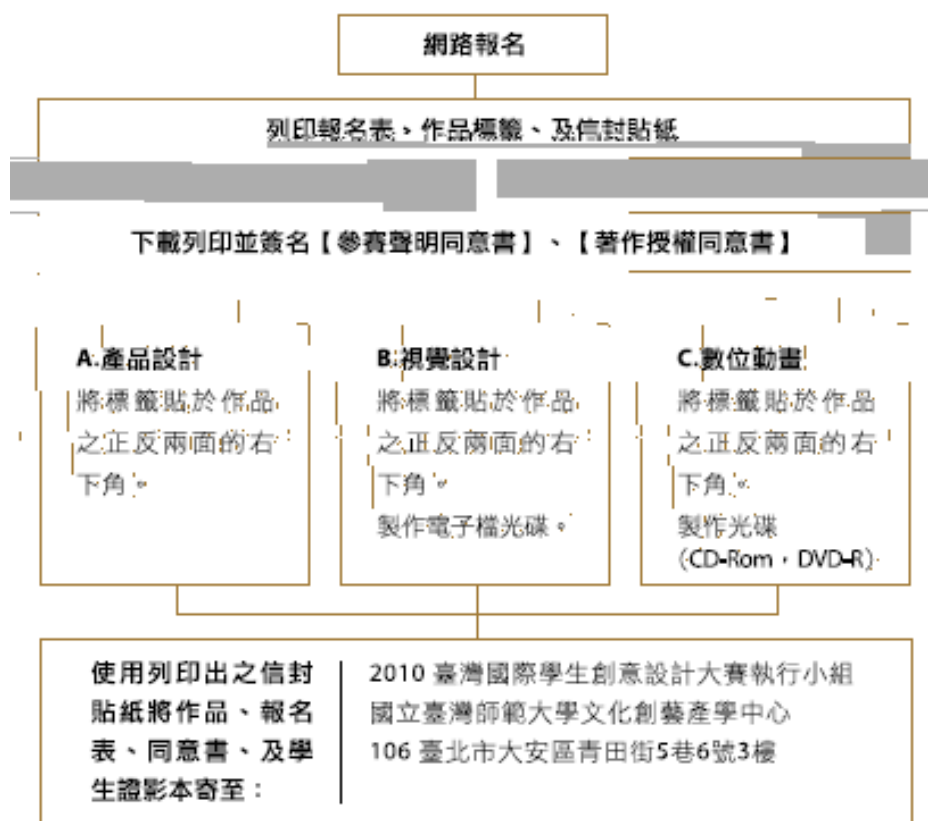 網路報名
列印報名表、作品標籤、及信封貼紙
下載列印並簽名【參賽聲明同意書】、【著作授權同意書】
A.產品設計
將標籤貼於作品
之正反兩面的右
下角。
B.視覺設計
將標籤貼於作品
之正反兩面的右
下角。
製作電子檔光碟。
C.數位動畫
將標籤貼於作品
之正反兩面的右
下角。
製作光碟
(CD-Rom，DVD-R)
使用列印出之信封
貼紙將作品、報名
表、同意書、及學
生證影本寄至：
2010 臺灣國際學生創意設計大賽執行小組
國立臺灣師範大學文化創藝產學中心
106 臺北市大安區青田街5巷6號3樓